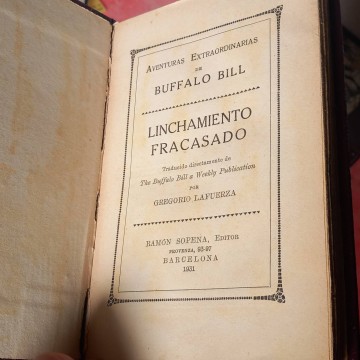 AVENTURAS EXTRAORDINARIAS
DE
BUFFALO BILL
LINCHAMIENTO
FRACASADO
Traducida directamente de
The Buffalo Bill's Weekly Publication
POR
GREGORIO LAFUERZA
RAMÓN SOPENA, EDITOR
PROVENZA, 93-97
BARCELONA
1931